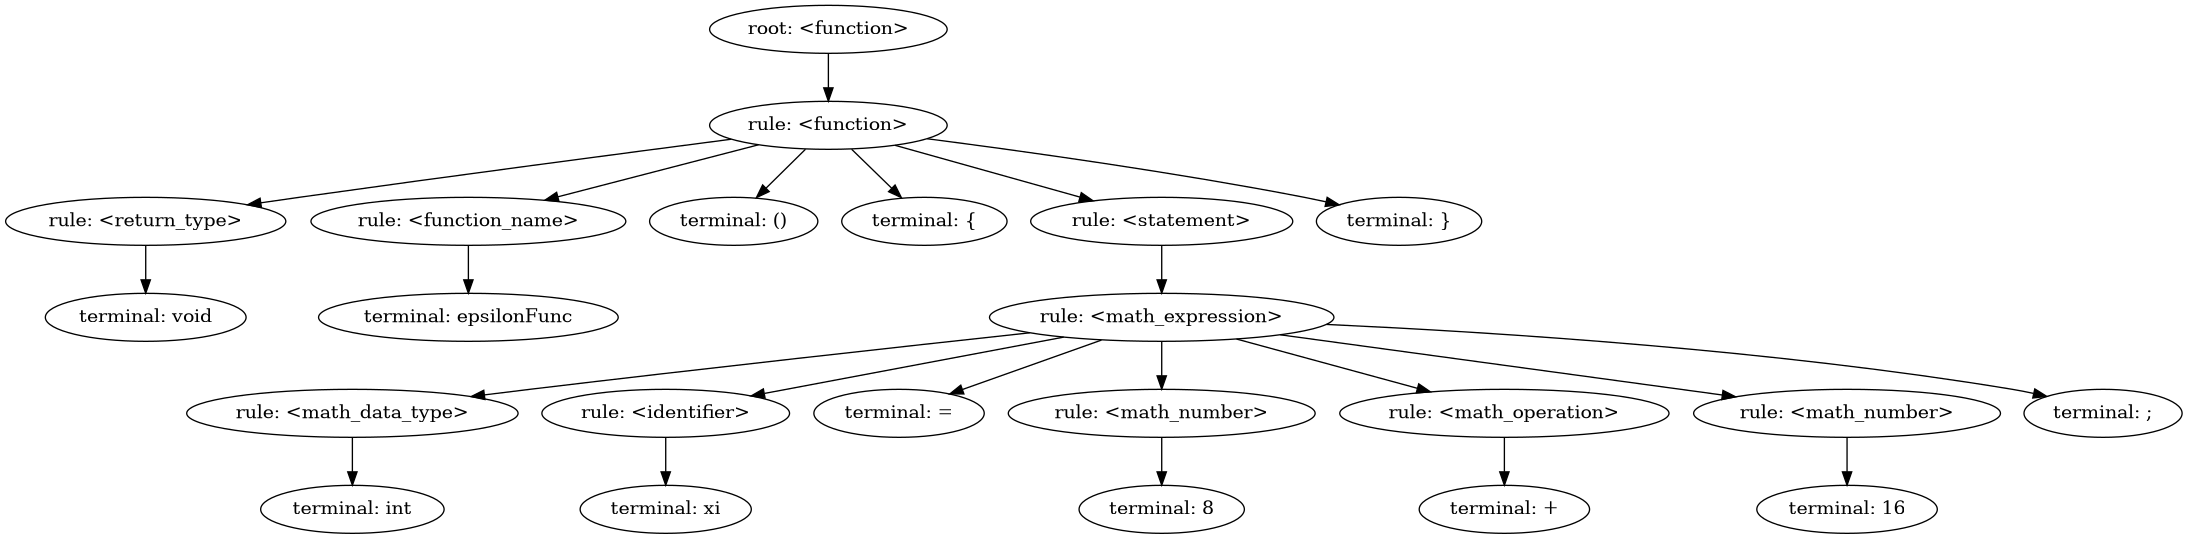 root: <function>
rule: <function>
rule: <return_type>
rule: <function_name>
terminal: ()
terminal: {
rule: <statement>
terminal: }
terminal: void
terminal: epsilonFunc
rule: <math_expression>
rule: <math_data_type>
rule: <identifier>
terminal: =
rule: <math_number>
rule: <math_operation>
rule: <math_number>
terminal: ;
terminal: int
terminal: xi
terminal: 8
terminal: +
terminal: 16